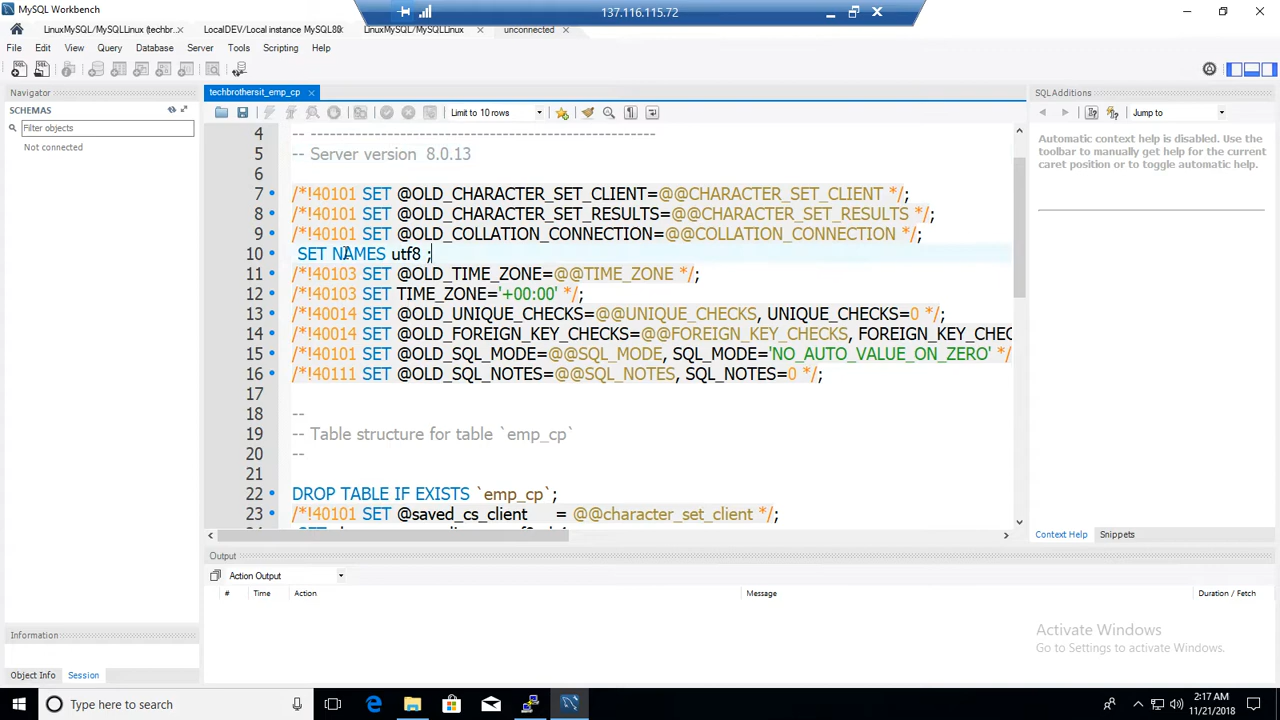 MySQL Workbench
137.116.115.72
LinuxMySQL/MySQLLinux (techbr...
LocalDEV/Local instance MySQL80
LinuxMySQL/MySQLLinux
unconnected
File Edit View Query Database Server Tools Scripting Help
Navigator
SCHEMAS
Filter objects
Not connected
techbrothersit_emp_cp
Limit to 10 rows
4 -- ------------------------------------------------------
5 -- Server version 8.0.13
6
7 /*!40101 SET @OLD_CHARACTER_SET_CLIENT=@@CHARACTER_SET_CLIENT */;
8 /*!40101 SET @OLD_CHARACTER_SET_RESULTS=@@CHARACTER_SET_RESULTS */;
9 /*!40101 SET @OLD_COLLATION_CONNECTION=@@COLLATION_CONNECTION */;
10 SET NAMES utf8 ;
11 /*!40103 SET @OLD_TIME_ZONE=@@TIME_ZONE */;
12 /*!40103 SET TIME_ZONE='+00:00' */;
13 /*!40014 SET @OLD_UNIQUE_CHECKS=@@UNIQUE_CHECKS, UNIQUE_CHECKS=0 */;
14 /*!40014 SET @OLD_FOREIGN_KEY_CHECKS=@@FOREIGN_KEY_CHECKS, FOREIGN_KEY_CHEC
15 /*!40101 SET @OLD_SQL_MODE=@@SQL_MODE, SQL_MODE='NO_AUTO_VALUE_ON_ZERO' */
16 /*!40111 SET @OLD_SQL_NOTES=@@SQL_NOTES, SQL_NOTES=0 */;
17
18 --
19 -- Table structure for table `emp_cp`
20 --
21
22 DROP TABLE IF EXISTS `emp_cp`;
23 /*!40101 SET @saved_cs_client = @@character_set_client */;
SQLAdditions
Jump to
Automatic context help is disabled. Use the
toolbar to manually get help for the current
caret position or to toggle automatic help.
Context Help Snippets
Output
Action Output
# Time Action Message Duration / Fetch
Information
Object Info Session
Activate Windows
Go to Settings to activate Windows.
Type here to search
2:17 AM
11/21/2018